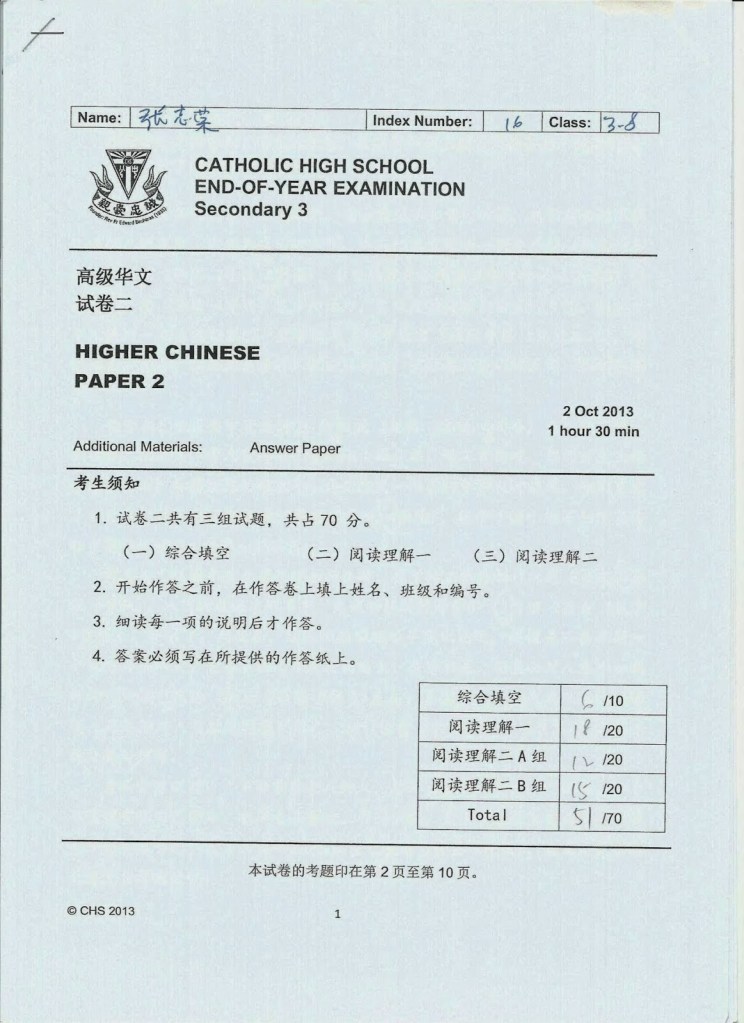 Name: 张志荣 Index Number: 16 Class: 3-8
CATHOLIC HIGH SCHOOL
END-OF-YEAR EXAMINATION
Secondary 3
高级华文
试卷二
HIGHER CHINESE
PAPER 2
2 Oct 2013
1 hour 30 min
Additional Materials: Answer Paper
考生须知
1. 试卷二共有三组试题，共占 70 分。
（一）综合填空 （二）阅读理解一 （三）阅读理解二
2. 开始作答之前，在作答卷上填上姓名、班级和编号。
3. 细读每一项的说明后才作答。
4. 答案必须写在所提供的作答纸上。
综合填空 6 /10
阅读理解一 18 /20
阅读理解二 A 组 12 /20
阅读理解二 B 组 15 /20
Total 51 /70
本试卷的考题印在第 2 页至第 10 页。
© CHS 2013
1